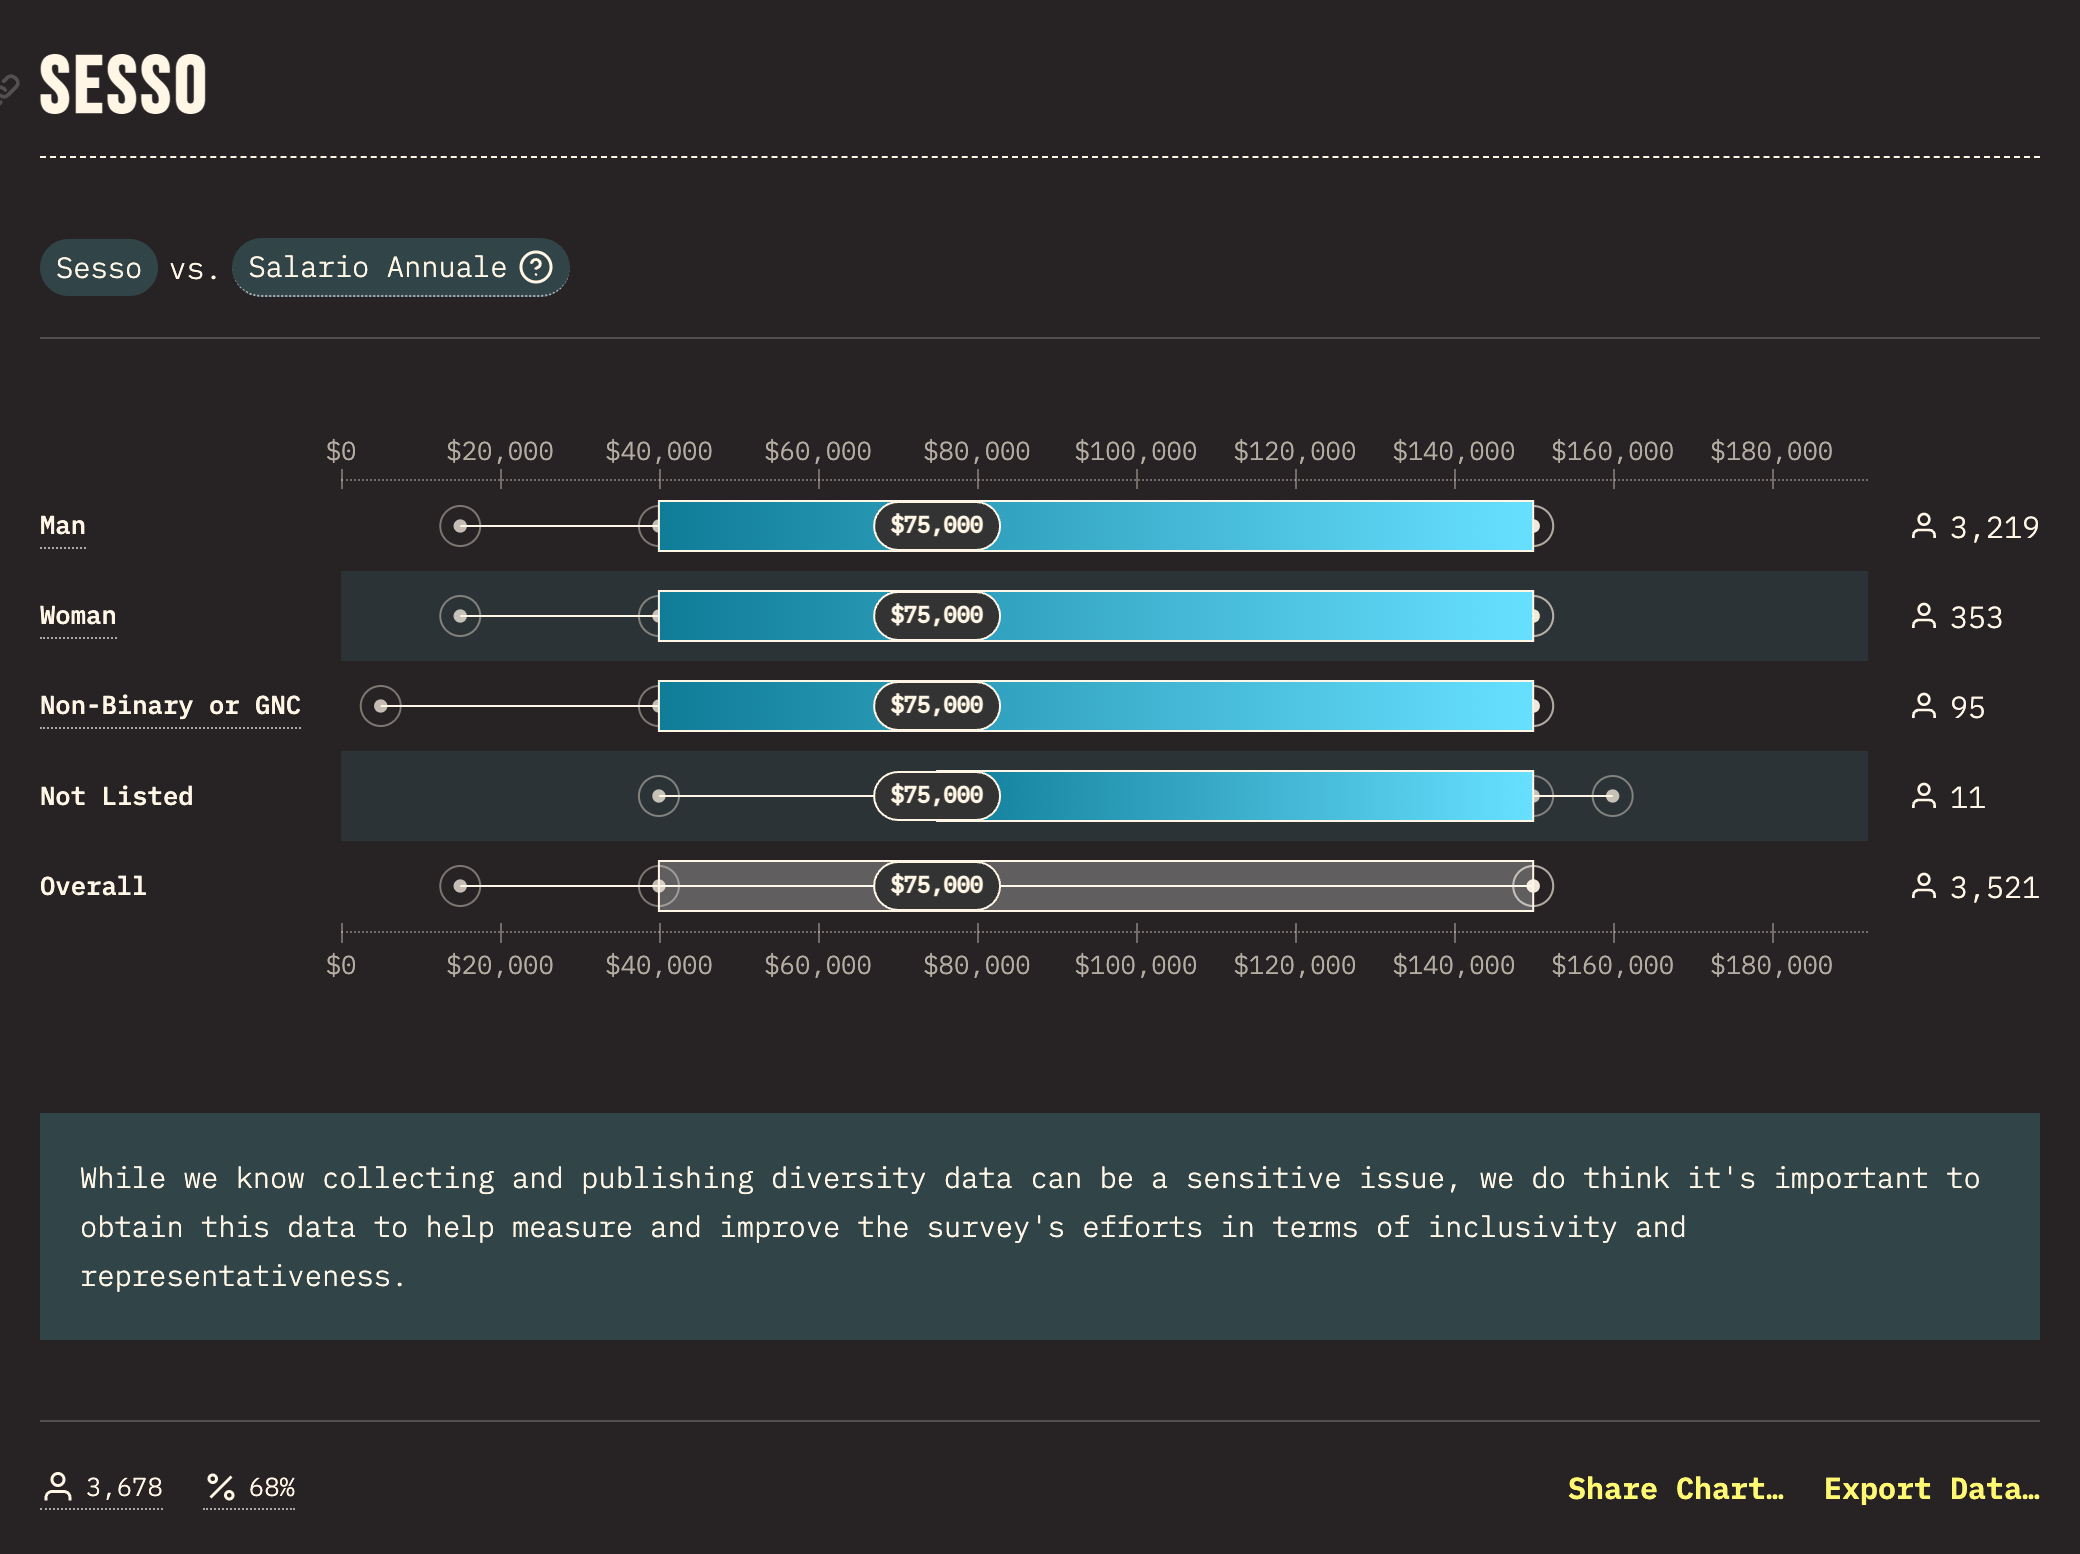 SESSO
Sesso vs. Salario Annuale
$0 $20,000 $40,000 $60,000 $80,000 $100,000 $120,000 $140,000 $160,000 $180,000
Man $75,000 3,219
Woman $75,000 353
Non-Binary or GNC $75,000 95
Not Listed $75,000 11
Overall $75,000 3,521
$0 $20,000 $40,000 $60,000 $80,000 $100,000 $120,000 $140,000 $160,000 $180,000
While we know collecting and publishing diversity data can be a sensitive issue, we do think it's important to
obtain this data to help measure and improve the survey's efforts in terms of inclusivity and
representativeness.
3,678 68% Share Chart… Export Data…